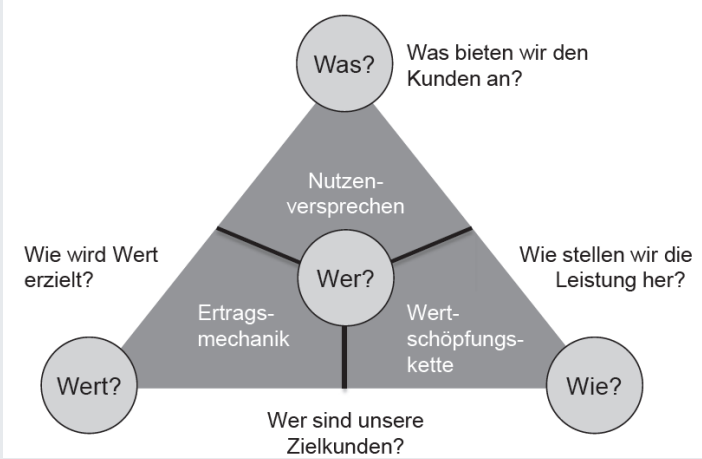 Was?
Was bieten wir den
Kunden an?
Nutzen-
versprechen
Wie wird Wert
erzielt?
Wer?
Wie stellen wir die
Leistung her?
Ertrags-
mechanik
Wert-
schöpfungs-
kette
Wert?
Wie?
Wer sind unsere
Zielkunden?